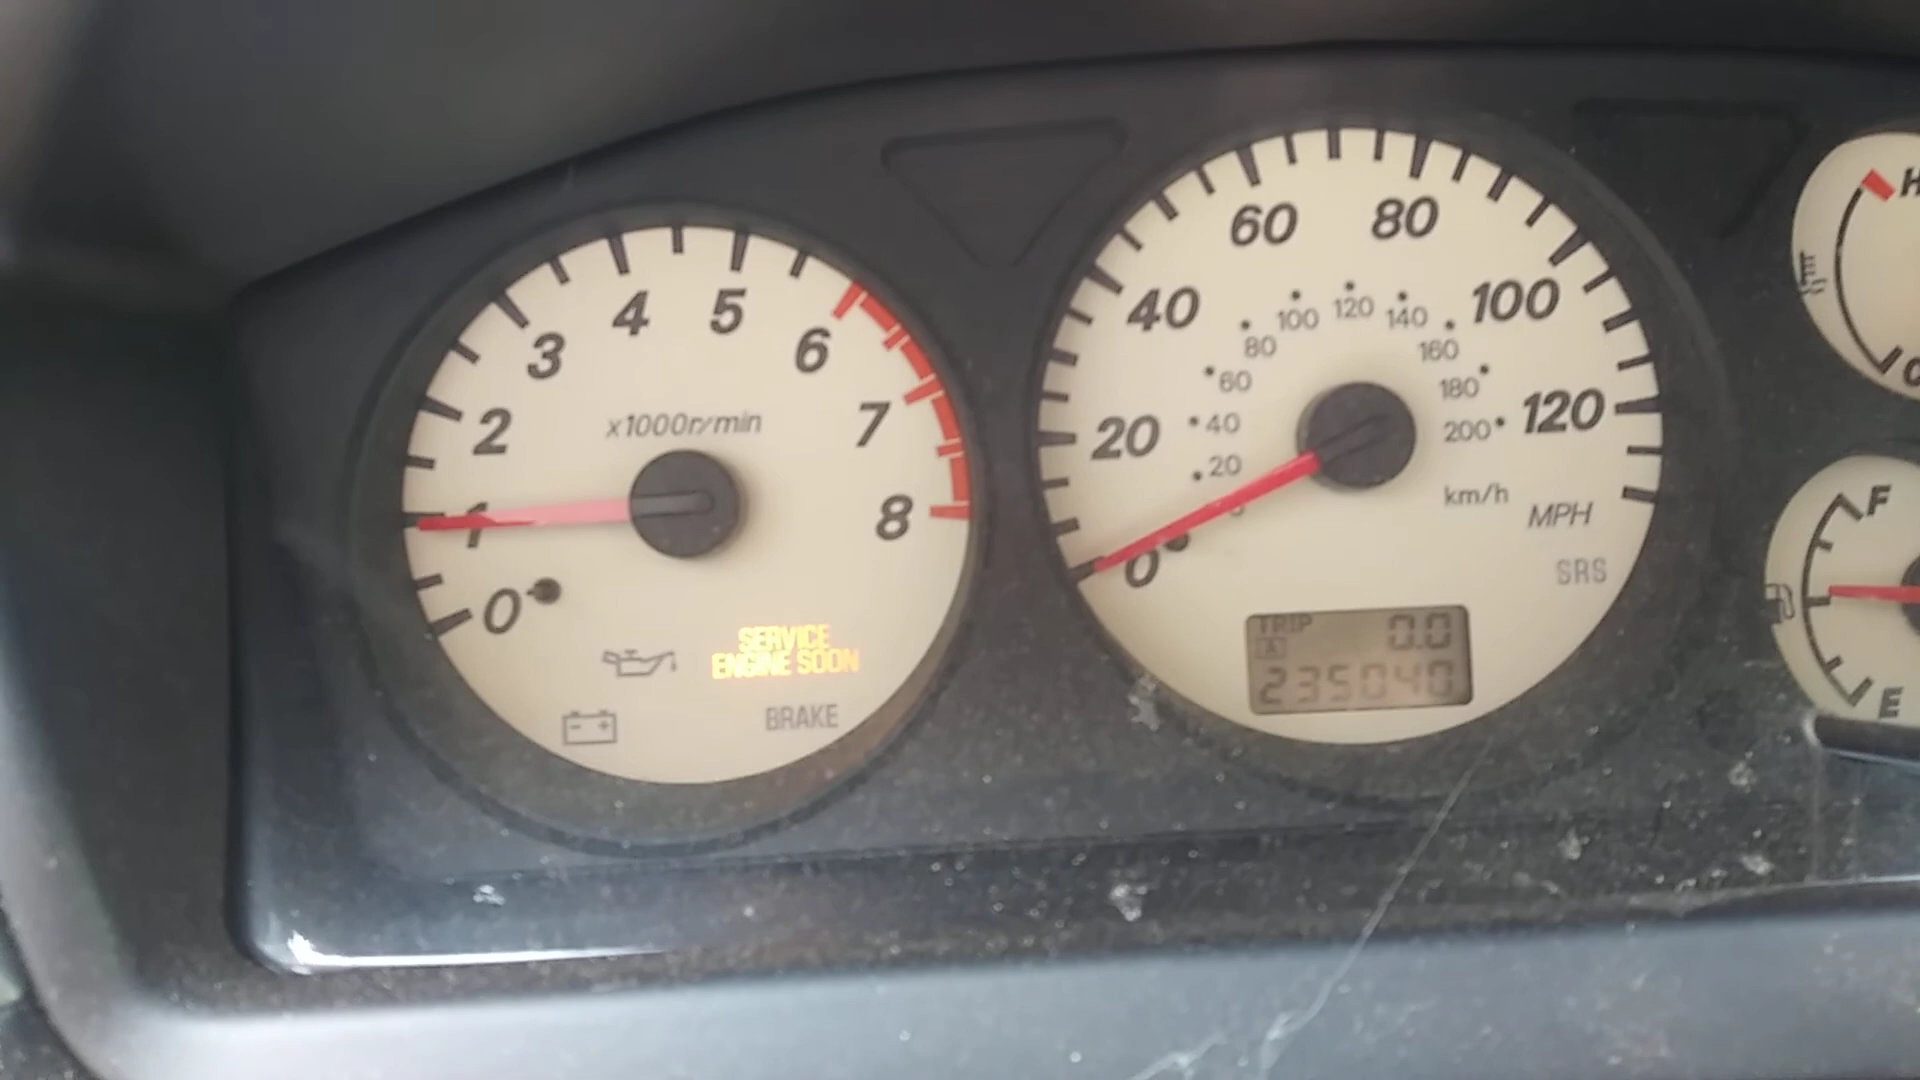 0
1
2
3
4
5
6
7
8
x1000r/min
SERVICE
ENGINE SOON
BRAKE
0
20
40
60
80
100
120
20
40
60
80
100
120
140
160
180
200
km/h
MPH
SRS
TRIP 0.0
A
235040
H
C
F
E